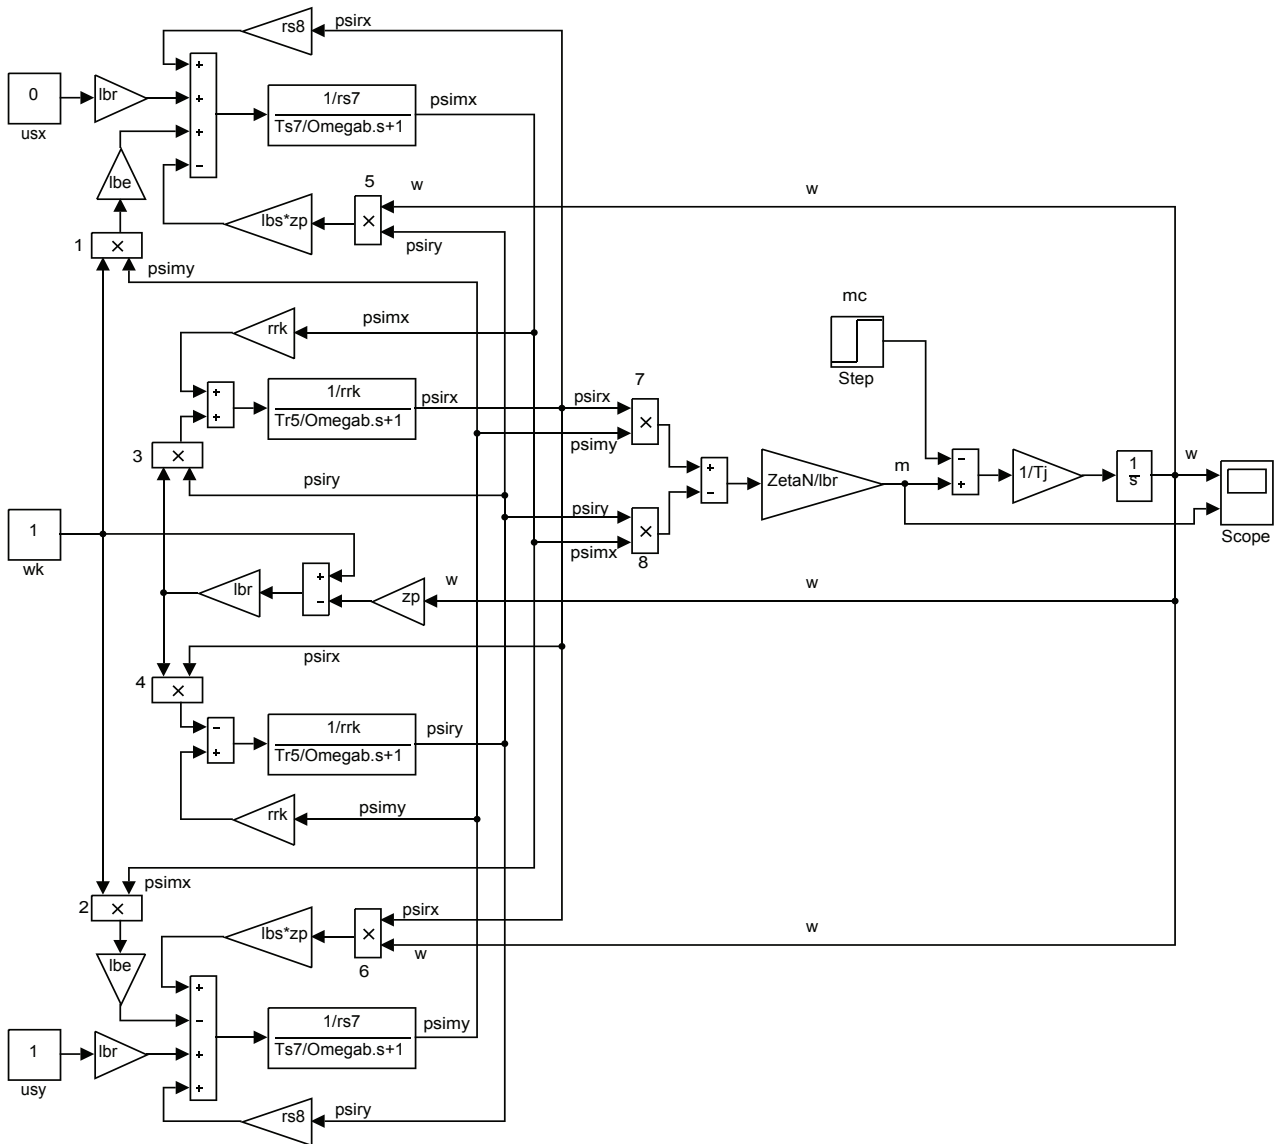 rs8
psirx
+
0
usx
lbr
+
+
-
1/rs7
Ts7/Omegab.s+1
psimx
lbe
1
×
psimy
lbs*zp
5
×
w
psiry
w
rrk
psimx
+
+
1/rrk
Tr5/Omegab.s+1
psirx
3
×
psiry
mc
Step
7
psirx
×
psimy
+
-
ZetaN/lbr
m
-
+
1/Tj
1
s
w
Scope
psiry
×
psimx
8
1
wk
lbr
+
-
zp
w
w
psirx
4
×
-
+
1/rrk
Tr5/Omegab.s+1
psiry
rrk
psimy
psimx
2
×
lbe
lbs*zp
×
6
psirx
w
w
+
-
+
+
1/rs7
Ts7/Omegab.s+1
psimy
1
usy
lbr
rs8
psiry